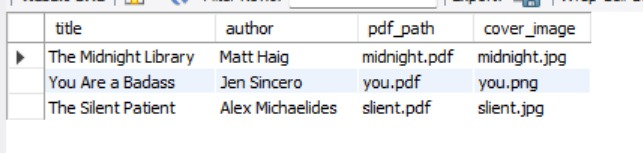 title author pdf_path cover_image
The Midnight Library Matt Haig midnight.pdf midnight.jpg
You Are a Badass Jen Sincero you.pdf you.png
The Silent Patient Alex Michaelides slient.pdf slient.jpg